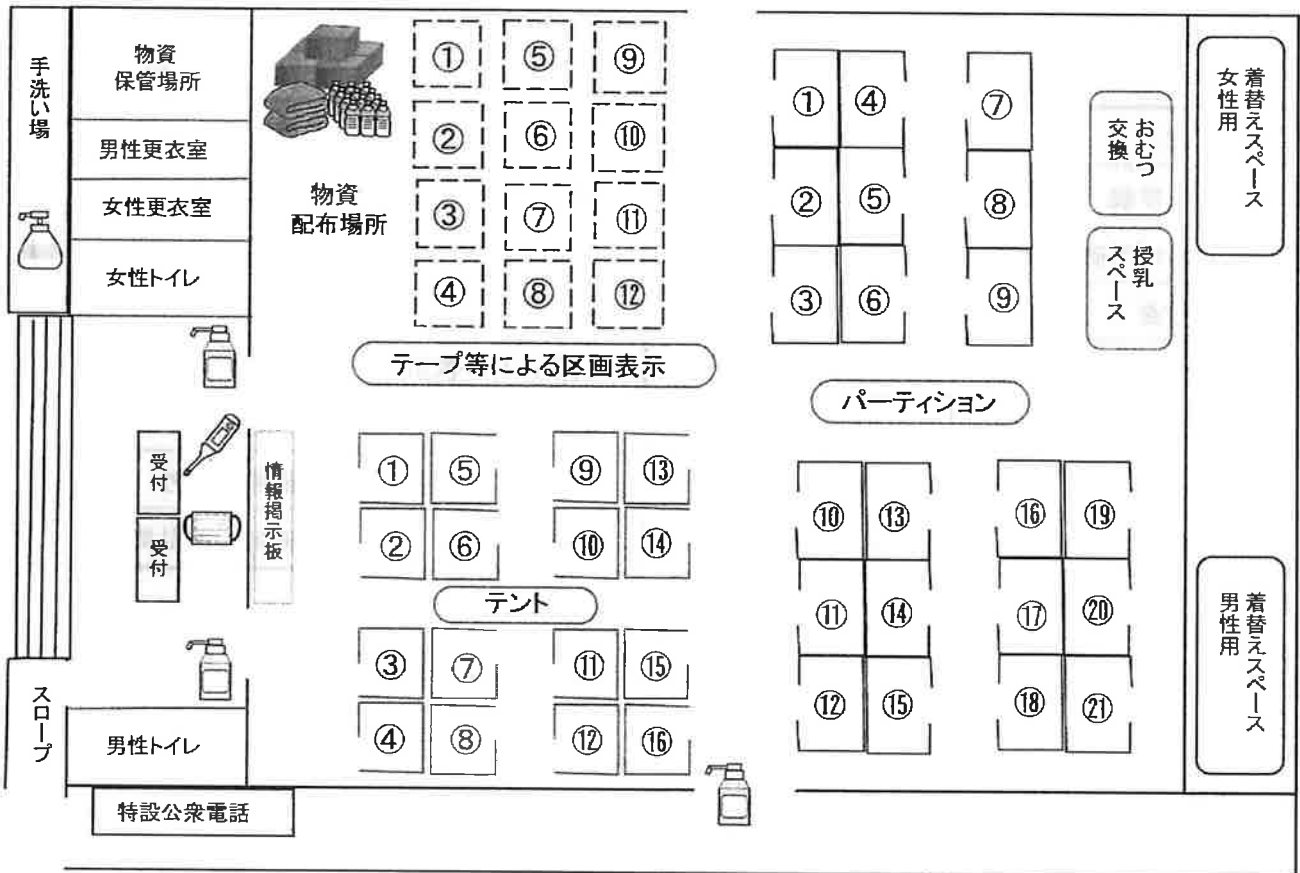 手洗い場
物資
保管場所
男性更衣室
女性更衣室
女性トイレ
物資
配布場所
①
⑤
⑨
②
⑥
⑩
③
⑦
⑪
④
⑧
⑫
テープ等による区画表示
①
④
⑦
②
⑤
⑧
③
⑥
⑨
パーティション
おむつ
交換
授乳
スペース
着替えスペース
女性用
受付
受付
情報掲示板
①
⑤
⑨
⑬
②
⑥
⑩
⑭
テント
③
⑦
⑪
⑮
④
⑧
⑫
⑯
⑩
⑬
⑯
⑲
⑪
⑭
⑰
⑳
⑫
⑮
⑱
㉑
着替えスペース
男性用
スロープ
男性トイレ
特設公衆電話